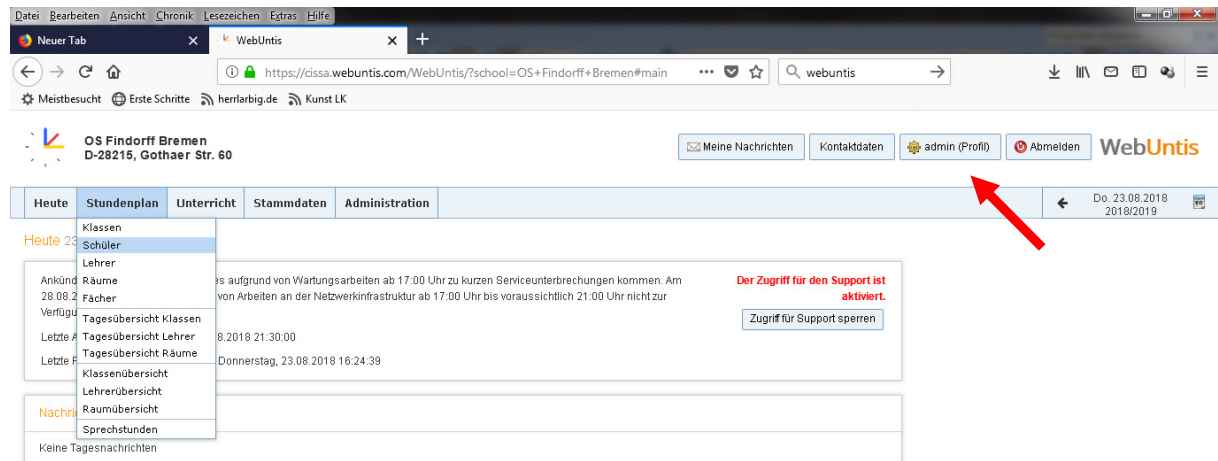 Datei Bearbeiten Ansicht Chronik Lesezeichen Extras Hilfe
Neuer Tab WebUntis
https://cissa.webuntis.com/WebUntis/?school=OS+Findorff+Bremen#main webuntis
Meistbesucht Erste Schritte herrlarbig.de Kunst LK
OS Findorff Bremen
D-28215, Gothaer Str. 60
Meine Nachrichten Kontaktdaten admin (Profil) Abmelden WebUntis
Heute Stundenplan Unterricht Stammdaten Administration
Do. 23.08.2018
2018/2019
Heute 23
Klassen
Schüler
Lehrer
Räume
Fächer
Tagesübersicht Klassen
Tagesübersicht Lehrer
Tagesübersicht Räume
Klassenübersicht
Lehrerübersicht
Raumübersicht
Sprechstunden
Ankünd es aufgrund von Wartungsarbeiten ab 17:00 Uhr zu kurzen Serviceunterbrechungen kommen. Am
28.08.2 von Arbeiten an der Netzwerkinfrastruktur ab 17:00 Uhr bis voraussichtlich 21:00 Uhr nicht zur
Verfügu
Letzte A 8.2018 21:30:00
Letzte Donnerstag, 23.08.2018 16:24:39
Der Zugriff für den Support ist
aktiviert.
Zugriff für Support sperren
Nachri
Keine Tagesnachrichten